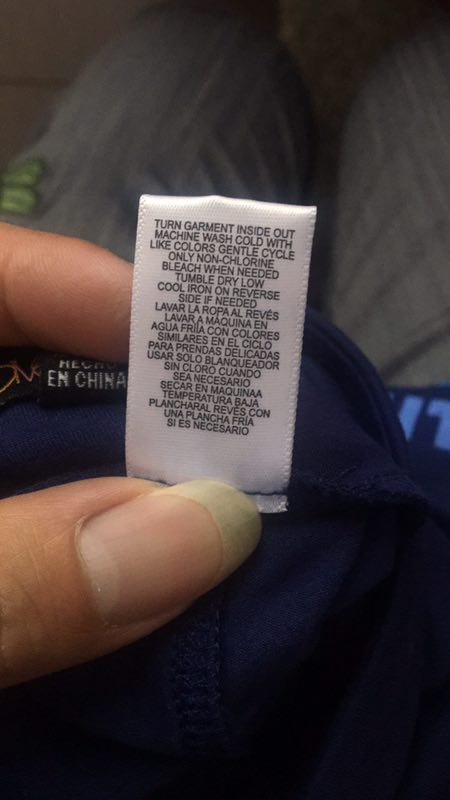 TURN GARMENT INSIDE OUT
MACHINE WASH COLD WITH
LIKE COLORS GENTLE CYCLE
ONLY NON-CHLORINE
BLEACH WHEN NEEDED
TUMBLE DRY LOW
COOL IRON ON REVERSE
SIDE IF NEEDED
LAVAR LA ROPA AL REVÉS
LAVAR A MAQUINA EN
AGUA FRÍA CON COLORES
SIMILARES EN EL CICLO
PARA PRENDAS DELICADAS
USAR SOLO BLANQUEADOR
SIN CLORO CUANDO
SEA NECESARIO
SECAR EN MAQUINAA
TEMPERATURA BAJA
PLANCHARAL REVÉS CON
UNA PLANCHA FRÍA
SI ES NECESARIO
EN CHINA